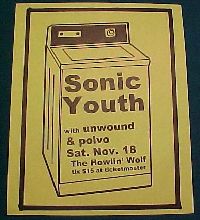 Sonic
Youth
with unwound
& polvo
Sat. Nov. 18
The Howlin' Wolf
tix $15 at ticketmaster